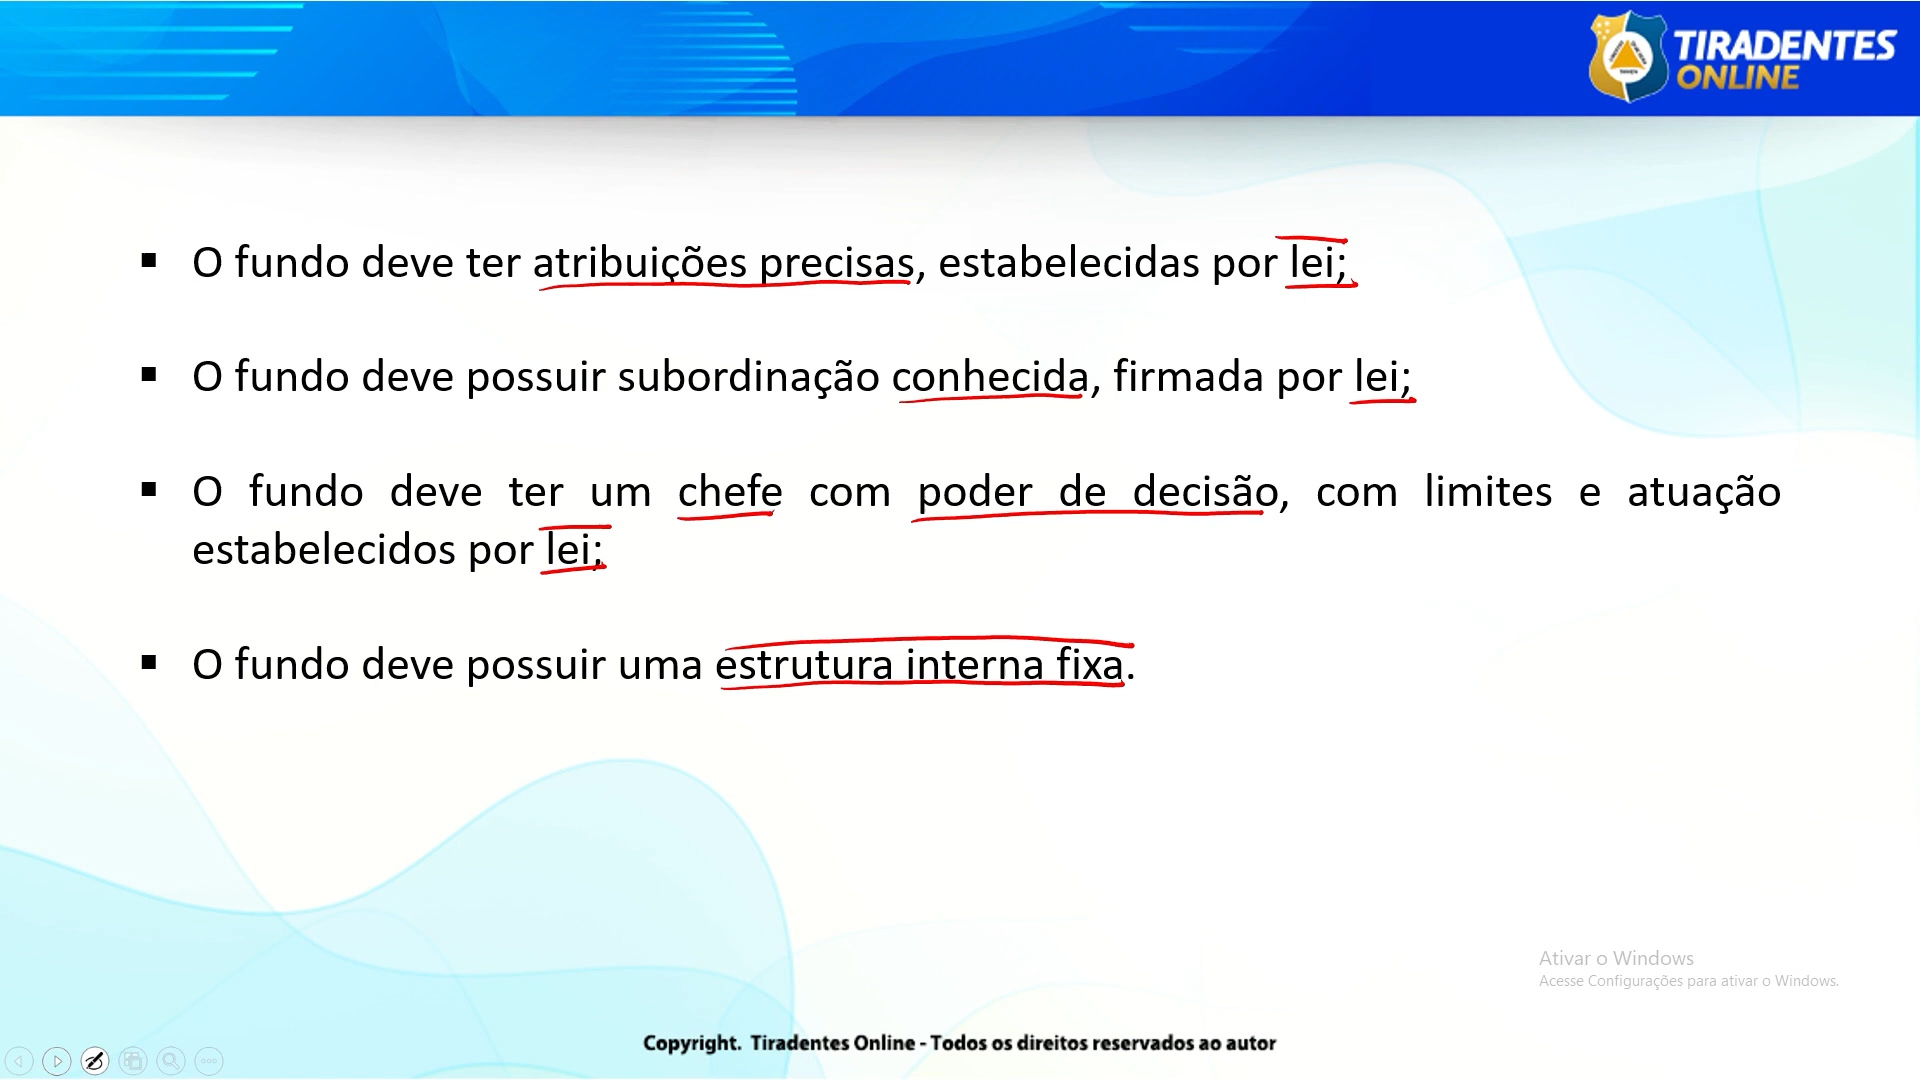 TIRADENTES
ONLINE
▪ O fundo deve ter atribuições precisas, estabelecidas por lei;
▪ O fundo deve possuir subordinação conhecida, firmada por lei;
▪ O fundo deve ter um chefe com poder de decisão, com limites e atuação
estabelecidos por lei;
▪ O fundo deve possuir uma estrutura interna fixa.
Ativar o Windows
Acesse Configurações para ativar o Windows.
Copyright. Tiradentes Online - Todos os direitos reservados ao autor